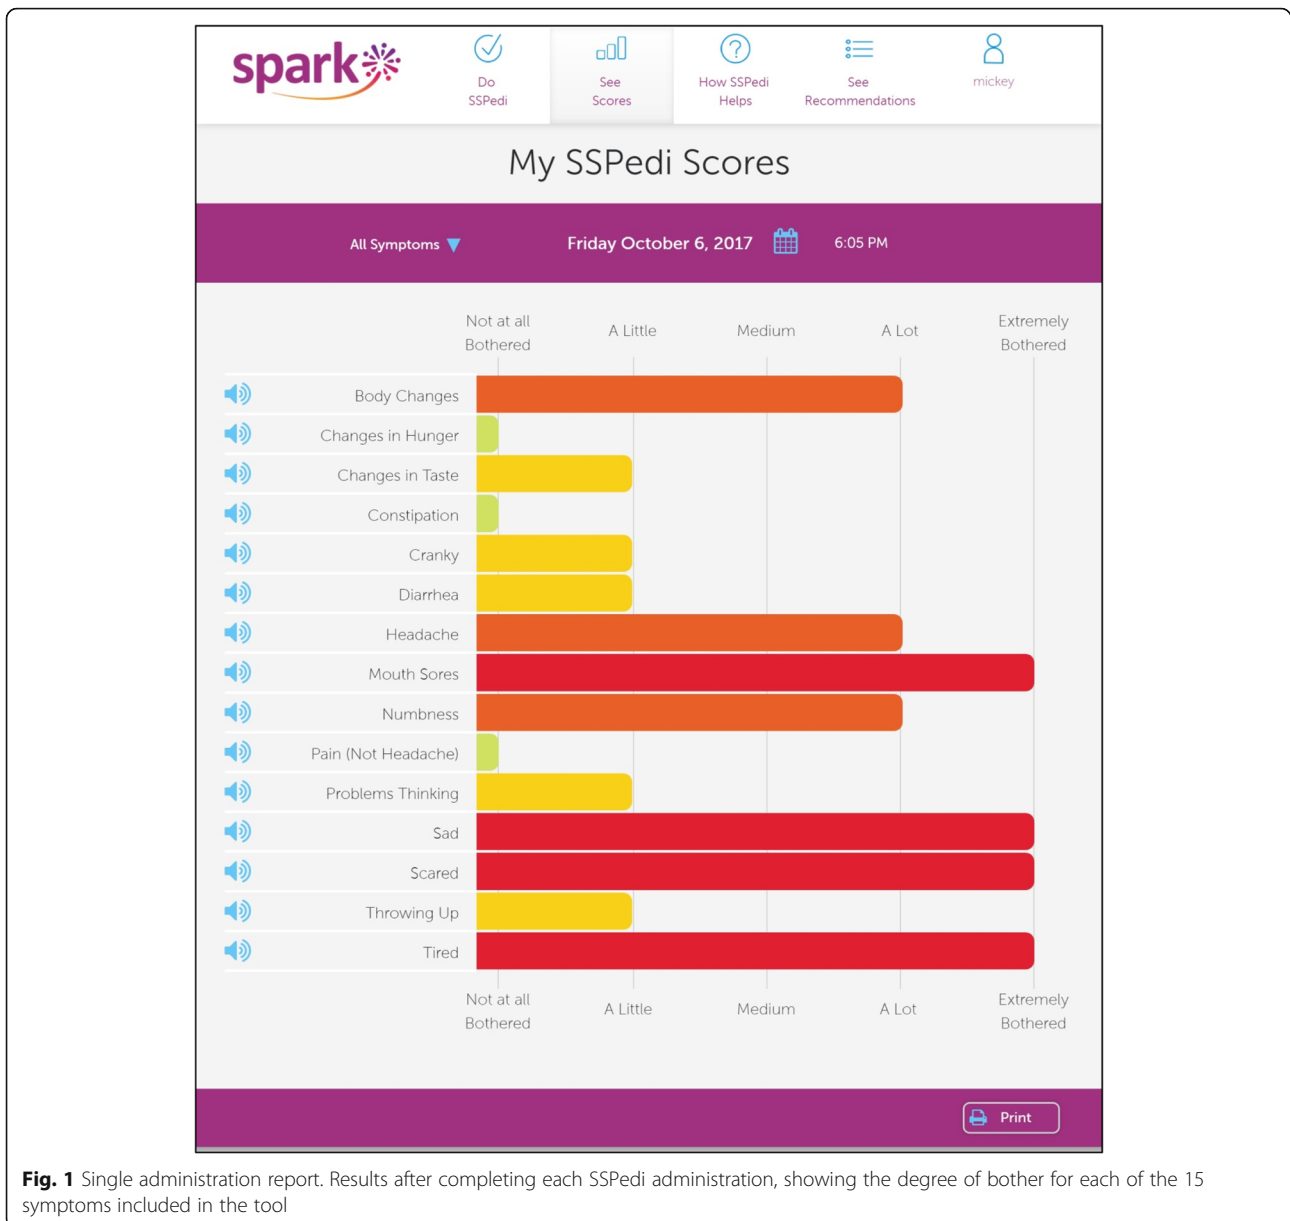 spark
Do
SSPedi
See
Scores
How SSPedi
Helps
See
Recommendations
mickey
My SSPedi Scores
All Symptoms
Friday October 6, 2017
6:05 PM
Not at all
Bothered
A Little
Medium
A Lot
Extremely
Bothered
Body Changes
Changes in Hunger
Changes in Taste
Constipation
Cranky
Diarrhea
Headache
Mouth Sores
Numbness
Pain (Not Headache)
Problems Thinking
Sad
Scared
Throwing Up
Tired
Not at all
Bothered
A Little
Medium
A Lot
Extremely
Bothered
Print
Fig. 1 Single administration report. Results after completing each SSPedi administration, showing the degree of bother for each of the 15
symptoms included in the tool